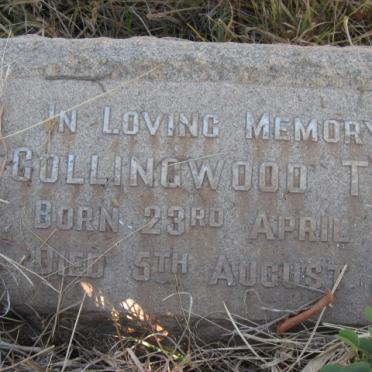 In Loving Memory
Collingwood T
Born 23rd April
Died 5th August